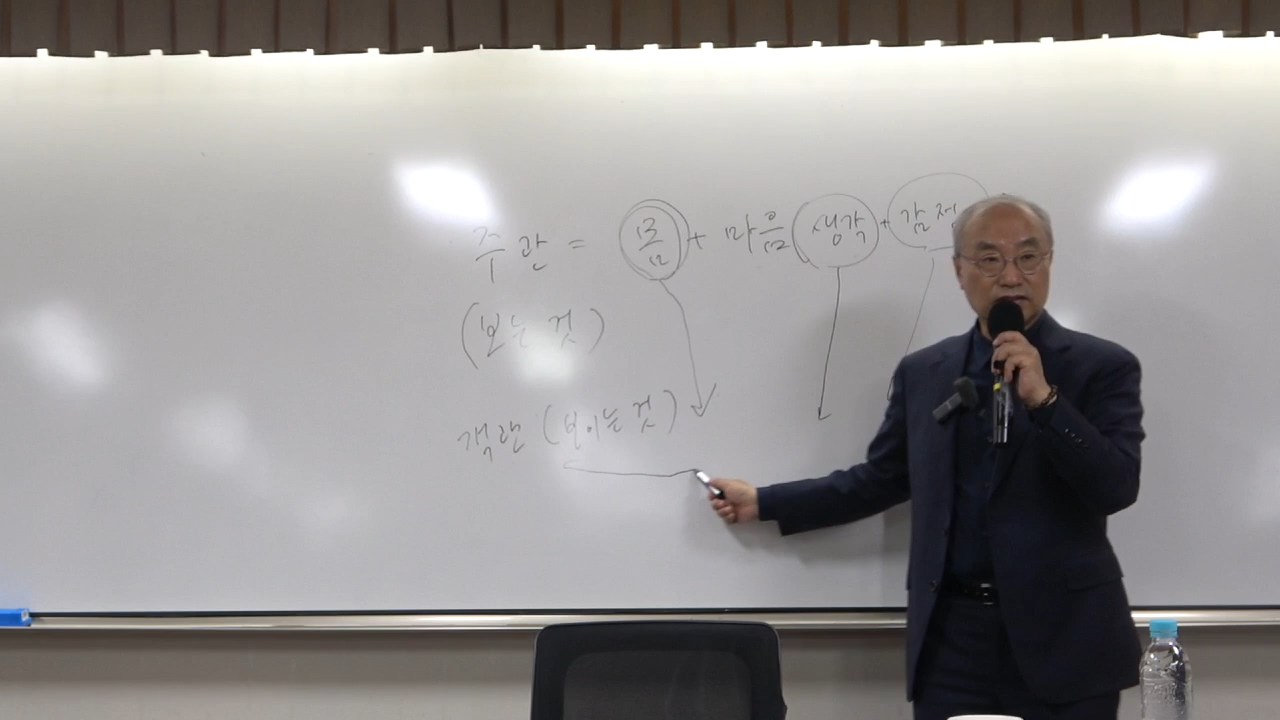 주관 = 몸 + 마음 생각 + 감정
(보는 것)
객관 (보이는 것)